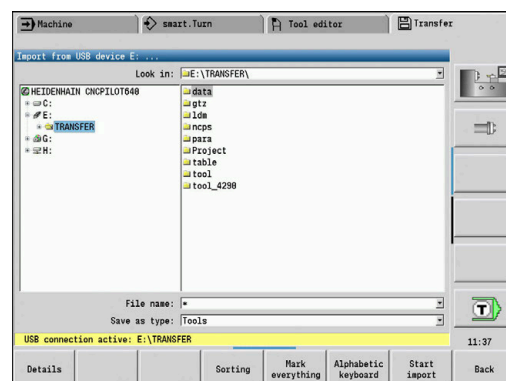 Machine smart.Turn Tool editor Transfer
Import from USB device E: ...
Look in: E:\TRANSFER\
HEIDENHAIN CNCPILOT640
C:
E:
TRANSFER
G:
H:
data
gtz
ldm
ncps
para
Project
table
tool
tool_4290
File name: *
Save as type: Tools
USB connection active: E:\TRANSFER
T
11:37
Details Sorting Mark everything Alphabetic keyboard Start import Back